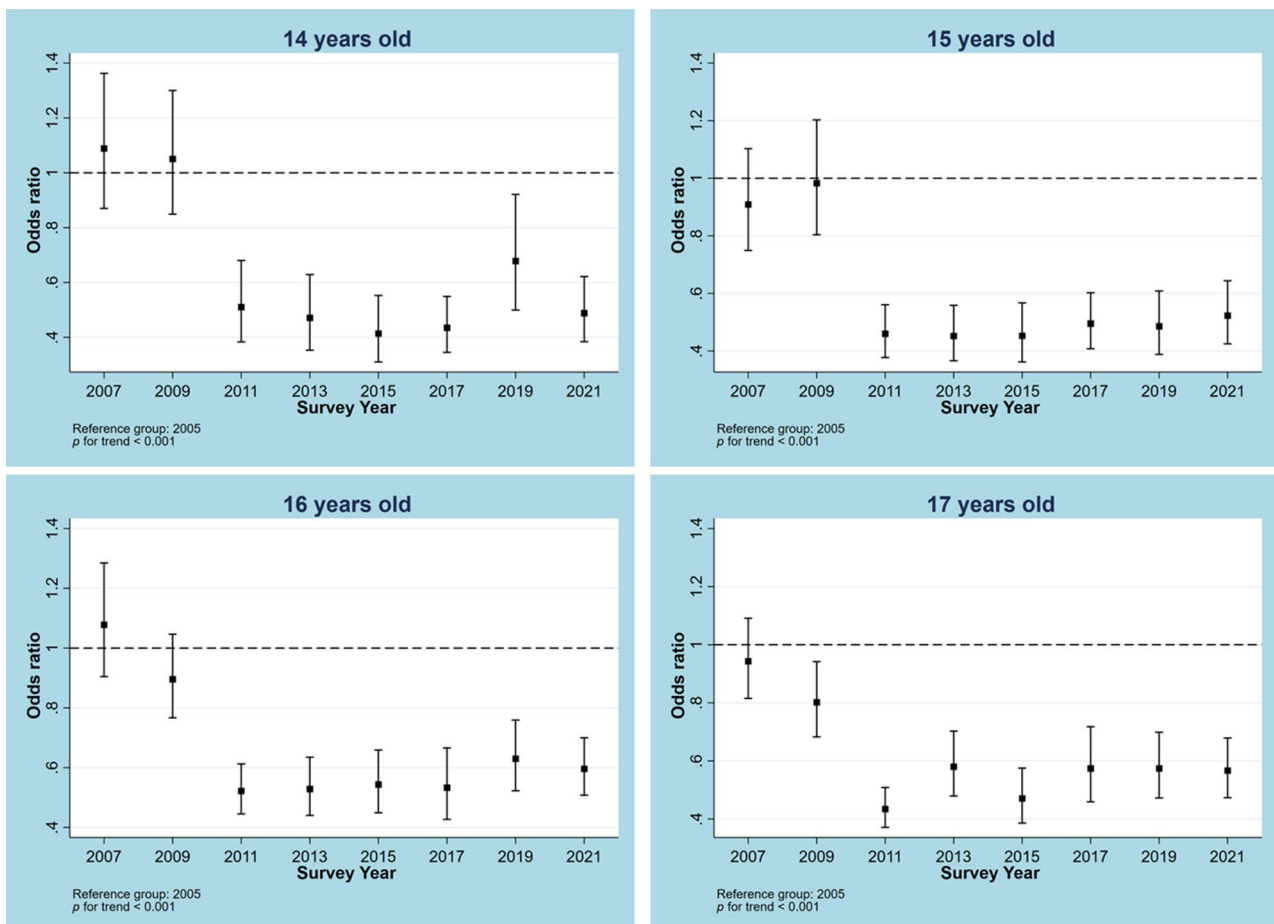 14 years old
1.4
1.2
1
.8
.6
.4
Odds ratio
2007 2009 2011 2013 2015 2017 2019 2021
Survey Year
Reference group: 2005
p for trend < 0.001
15 years old
1.4
1.2
1
.8
.6
.4
Odds ratio
2007 2009 2011 2013 2015 2017 2019 2021
Survey Year
Reference group: 2005
p for trend < 0.001
16 years old
1.4
1.2
1
.8
.6
.4
Odds ratio
2007 2009 2011 2013 2015 2017 2019 2021
Survey Year
Reference group: 2005
p for trend < 0.001
17 years old
1.4
1.2
1
.8
.6
.4
Odds ratio
2007 2009 2011 2013 2015 2017 2019 2021
Survey Year
Reference group: 2005
p for trend < 0.001